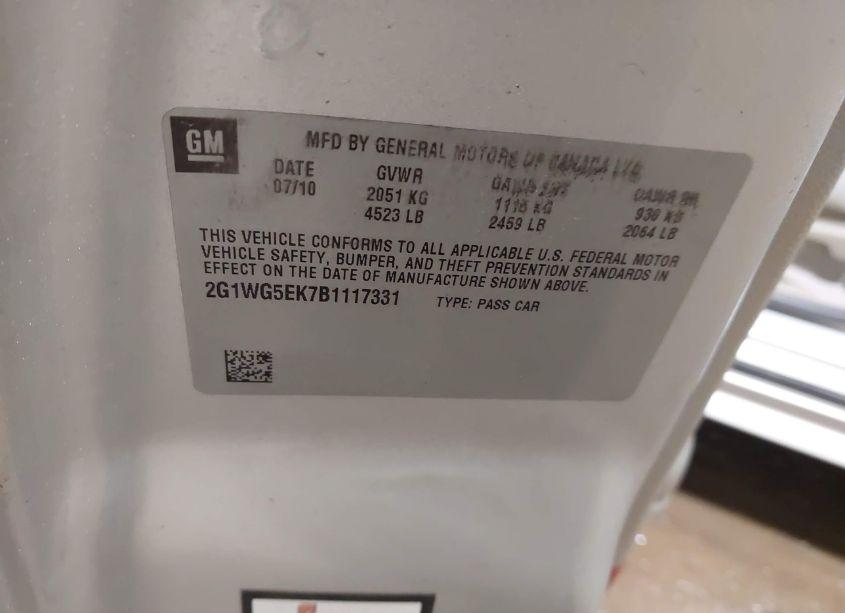 GM
MFD BY GENERAL MOTORS OF CANADA LTD
DATE
07/10
GVWR
2051 KG
4523 LB
GAWR FRT
1115 KG
2459 LB
GAWR RR
936 KG
2064 LB
THIS VEHICLE CONFORMS TO ALL APPLICABLE U.S. FEDERAL MOTOR
VEHICLE SAFETY, BUMPER, AND THEFT PREVENTION STANDARDS IN
EFFECT ON THE DATE OF MANUFACTURE SHOWN ABOVE.
2G1WG5EK7B1117331 TYPE: PASS CAR